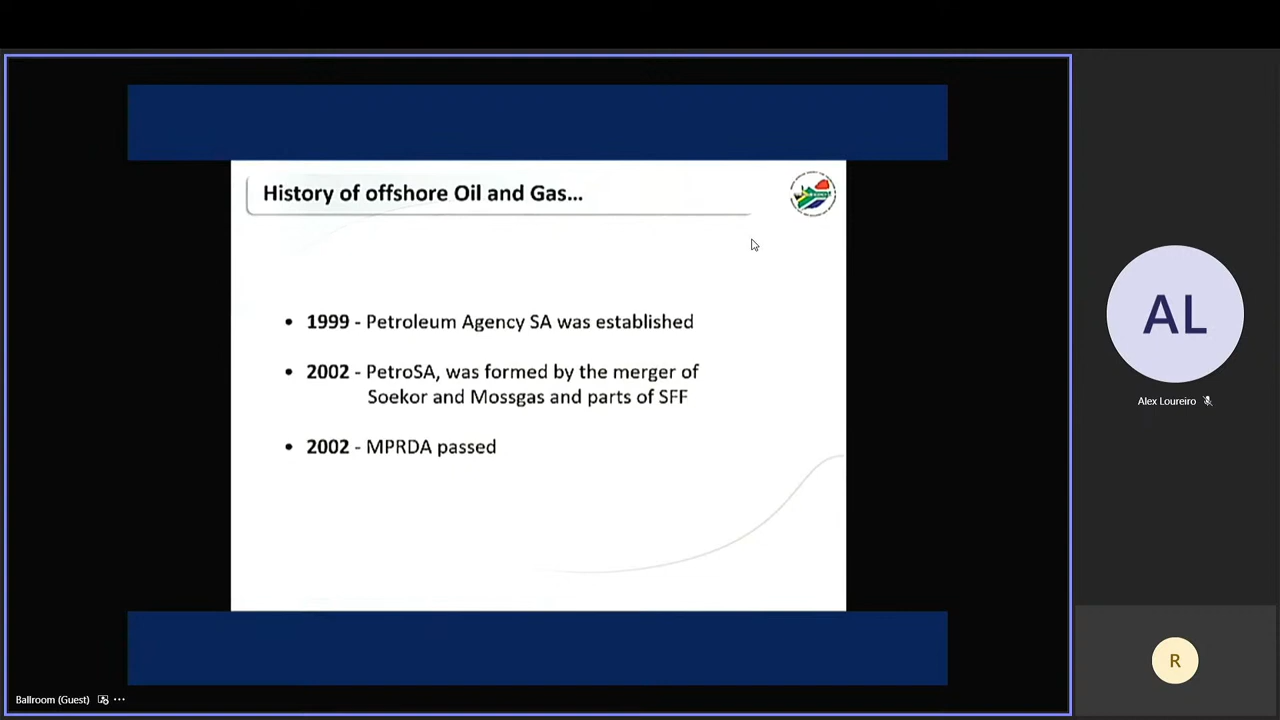 History of offshore Oil and Gas...
• 1999 - Petroleum Agency SA was established
• 2002 - PetroSA, was formed by the merger of
Soekor and Mossgas and parts of SFF
• 2002 - MPRDA passed
AL
Alex Loureiro
R
Ballroom (Guest)